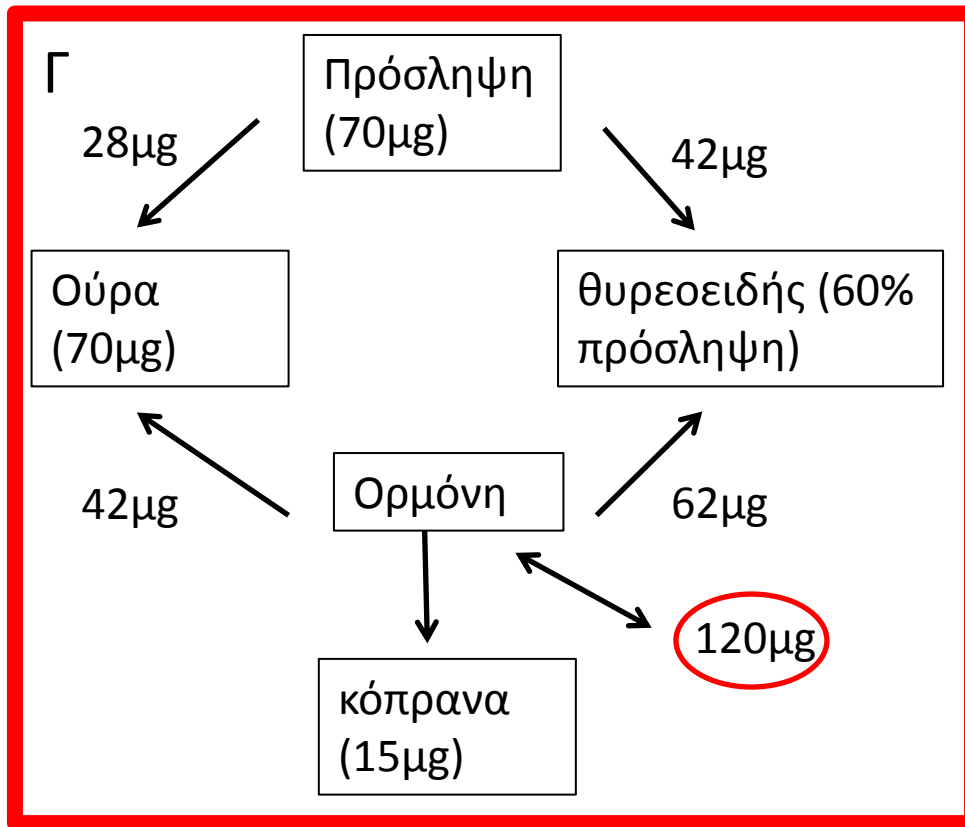 Γ
Πρόσληψη
(70μg)
28μg
42μg
Ούρα
(70μg)
θυρεοειδής (60%
πρόσληψη)
42μg
Ορμόνη
62μg
120μg
κόπρανα
(15μg)